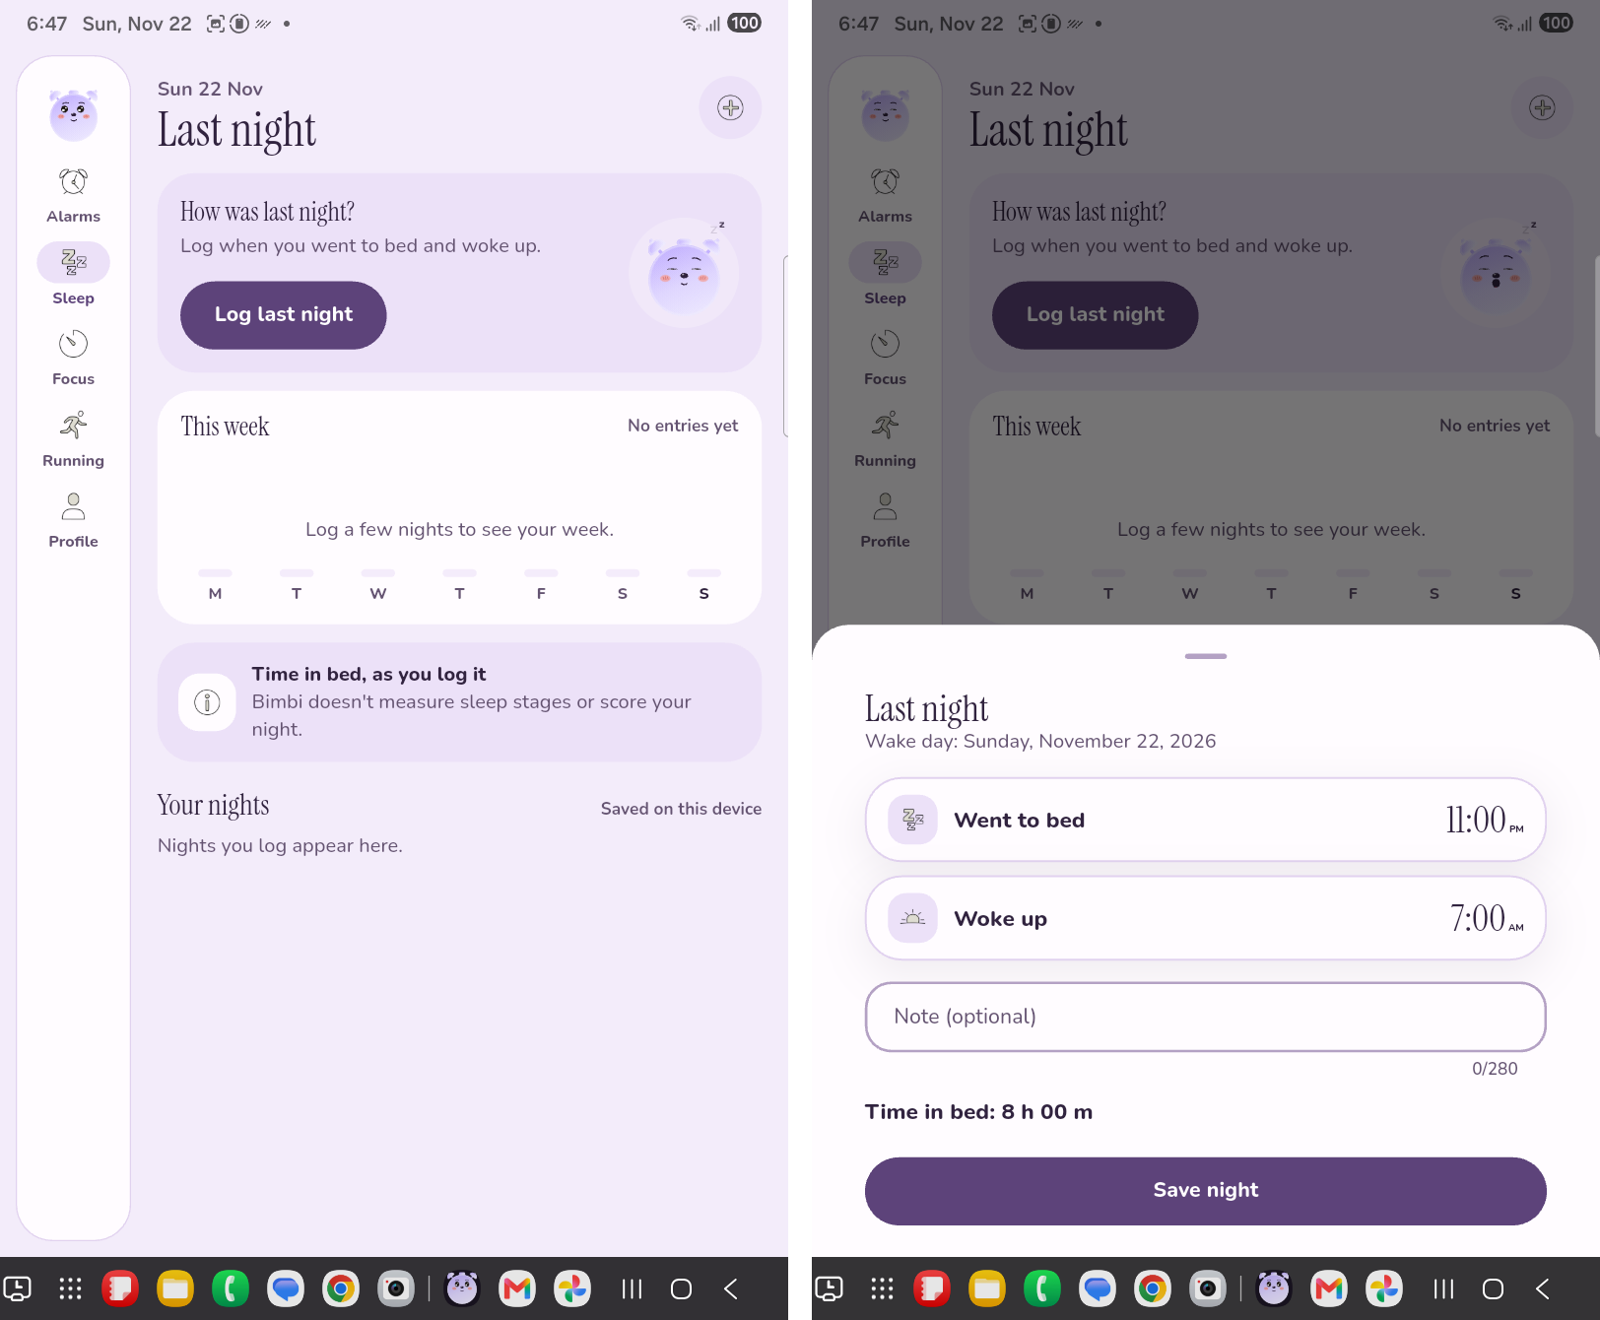 6:47 Sun, Nov 22
100
Sun 22 Nov
Last night
Alarms
Sleep
Focus
Running
Profile
How was last night?
Log when you went to bed and woke up.
Log last night
z z
This week
No entries yet
Log a few nights to see your week.
M T W T F S S
Time in bed, as you log it
Bimbi doesn't measure sleep stages or score your
night.
Your nights
Saved on this device
Nights you log appear here.
6:47 Sun, Nov 22
100
Sun 22 Nov
Last night
Alarms
Sleep
Focus
Running
Profile
How was last night?
Log when you went to bed and woke up.
Log last night
z z
This week
No entries yet
Log a few nights to see your week.
M T W T F S S
Last night
Wake day: Sunday, November 22, 2026
Went to bed
11:00 PM
Woke up
7:00 AM
Note (optional)
0/280
Time in bed: 8 h 00 m
Save night